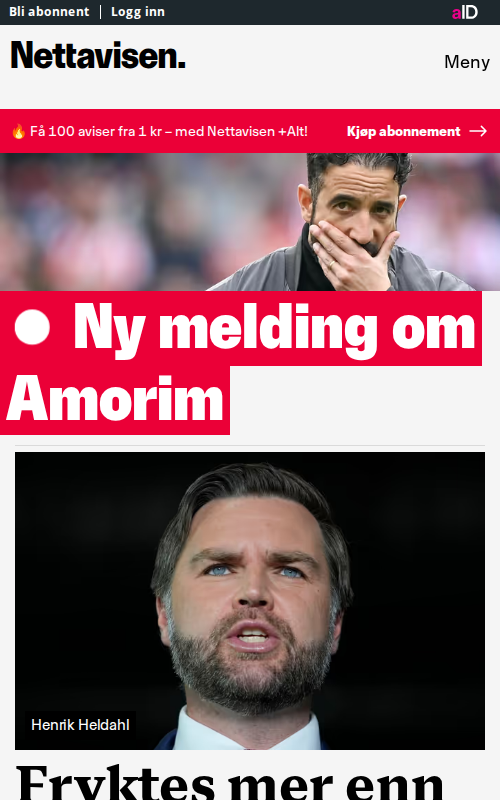 Bli abonnent | Logg inn
aID
Nettavisen.
Meny
🔥 Få 100 aviser fra 1 kr – med Nettavisen +Alt!
Kjøp abonnement →
Ny melding om
Amorim
Henrik Heldahl
Fryktes mer enn